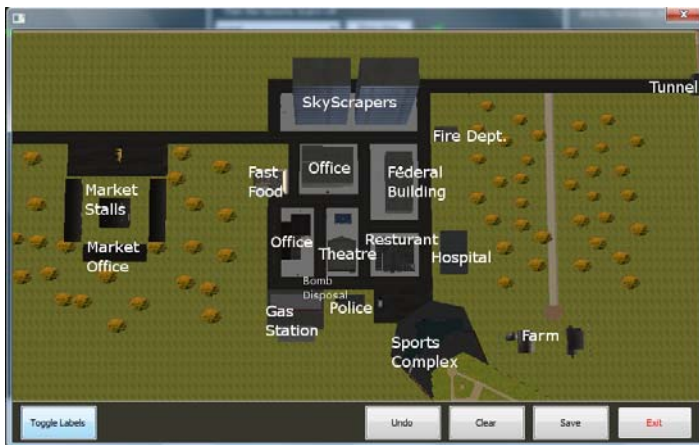 SkyScrapers
Tunnel
Fire Dept.
Office
Fast
Food
Federal
Building
Market
Stalls
Market
Office
Office
Theatre
Resturant
Hospital
Bomb
Disposal
Gas
Station
Police
Sports
Complex
Farm
Toggle Labels
Undo
Clear
Save
Exit